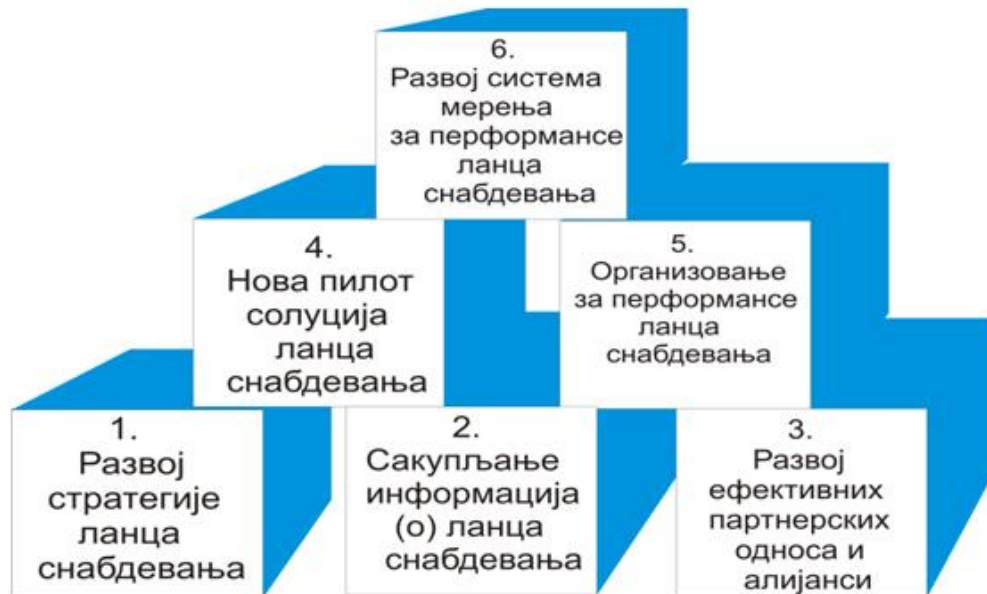 6.
Развој система
мерења
за перформансе
ланца
снабдевања
4.
Нова пилот
солуција
ланца
снабдевања
5.
Организовање
за перформансе
ланца
снабдевања
1.
Развој
стратегије
ланца
снабдевања
2.
Сакупљање
информација
(о) ланца
снабдевања
3.
Развој
ефективних
партнерских
односа и
алијанси